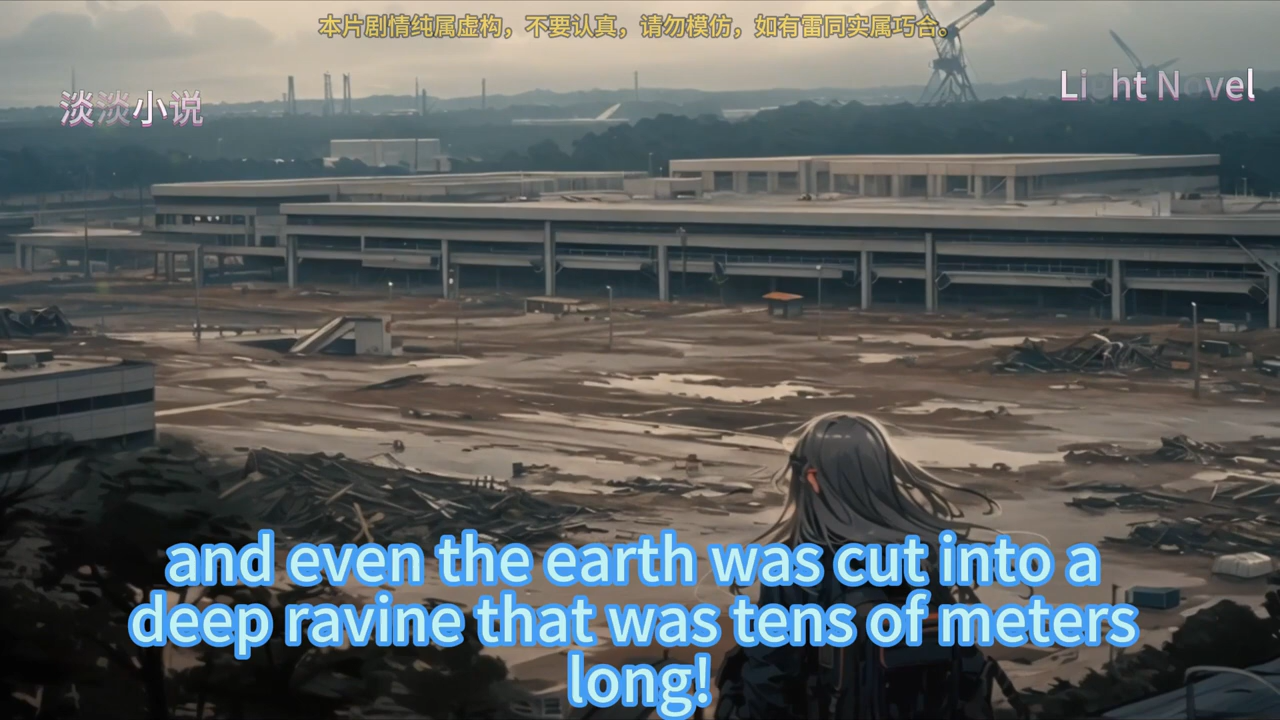 本片剧情纯属虚构，不要认真，请勿模仿，如有雷同实属巧合。
淡淡小说
Light Novel
and even the earth was cut into a
deep ravine that was tens of meters
long!